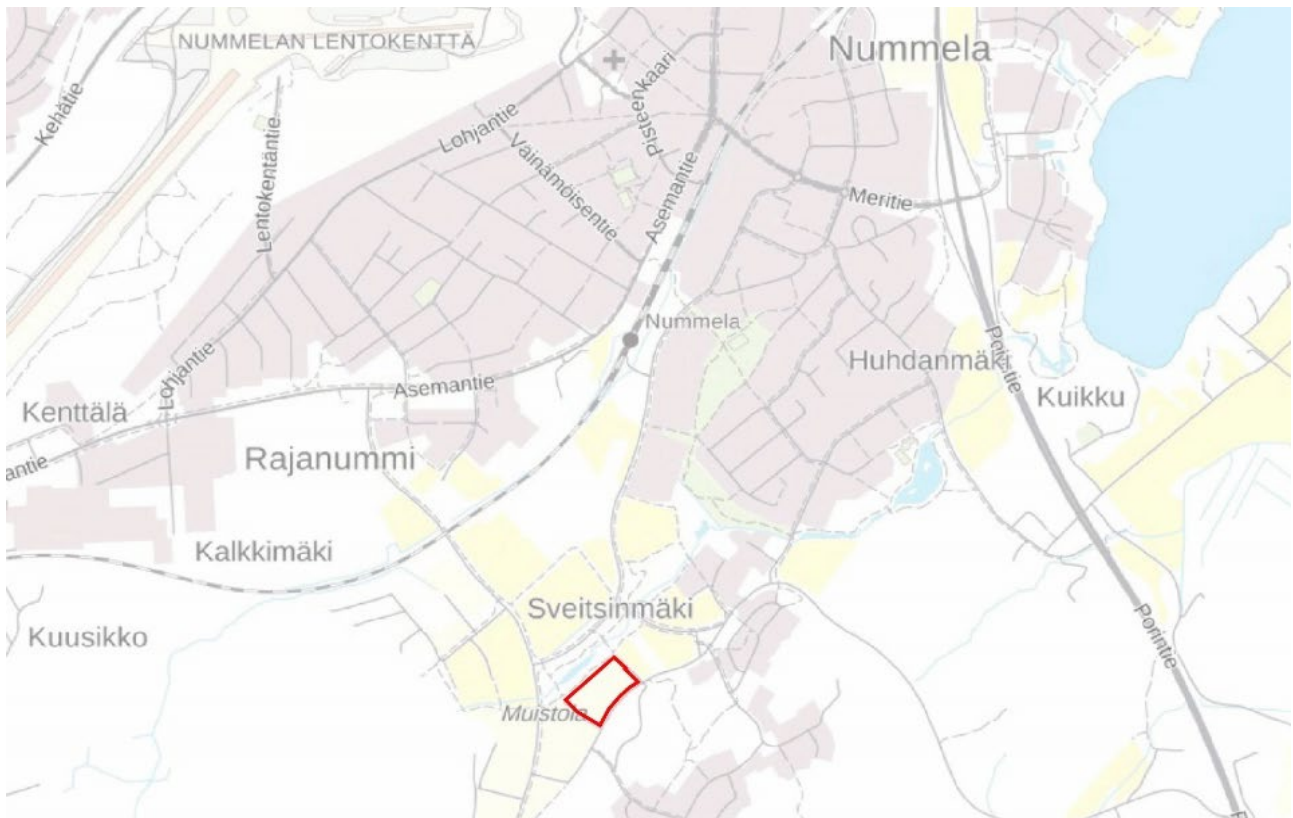 NUMMELAN LENTOKENTTÄ
Nummela
Kehätie
Lohjantie
Pisteenkaari
Lentokentäntie
Väinämöisentie
Asemantie
Meritie
Nummela
Porintie
Huhdanmäki
Kuikku
Lohjantie
Asemantie
Kenttälä
Rajanummi
antie
Kalkkimäki
Sveitsinmäki
Kuusikko
Porintie
Muistola
P